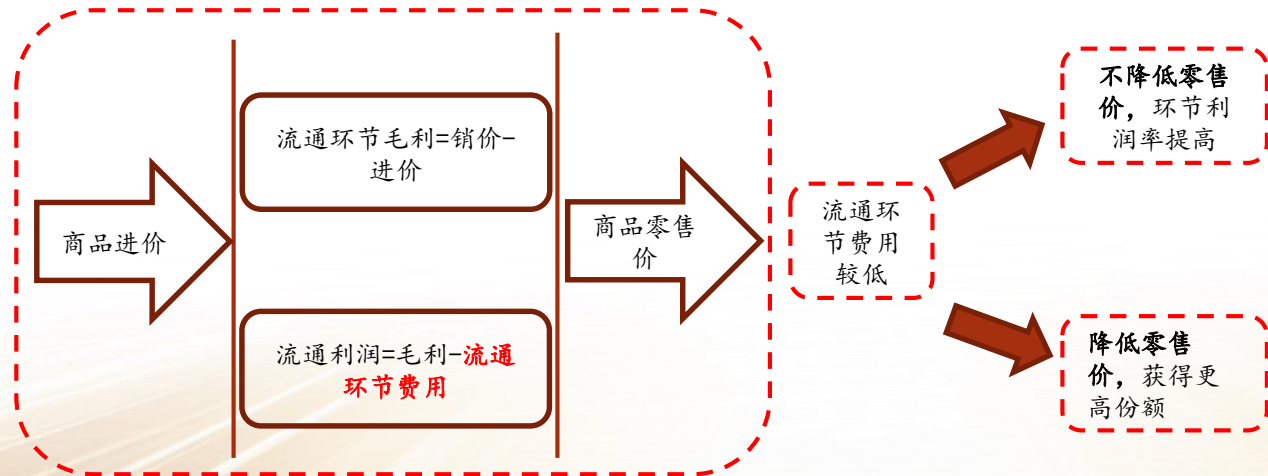 流通环节毛利=销价-
进价
商品进价
商品零售
价
流通利润=毛利-流通
环节费用
流通环
节费用
较低
不降低零售
价，环节利
润率提高
降低零售
价，获得更
高份额